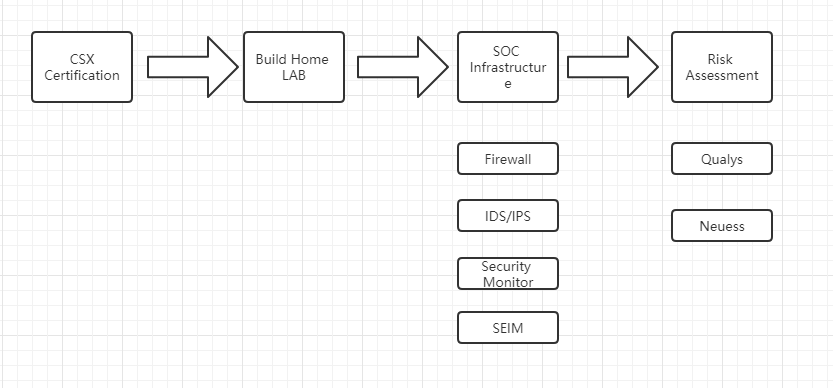 CSX
Certification
Build Home
LAB
SOC
Infrastructur
e
Risk
Assessment
Firewall
Qualys
IDS/IPS
Neuess
Security
Monitor
SEIM